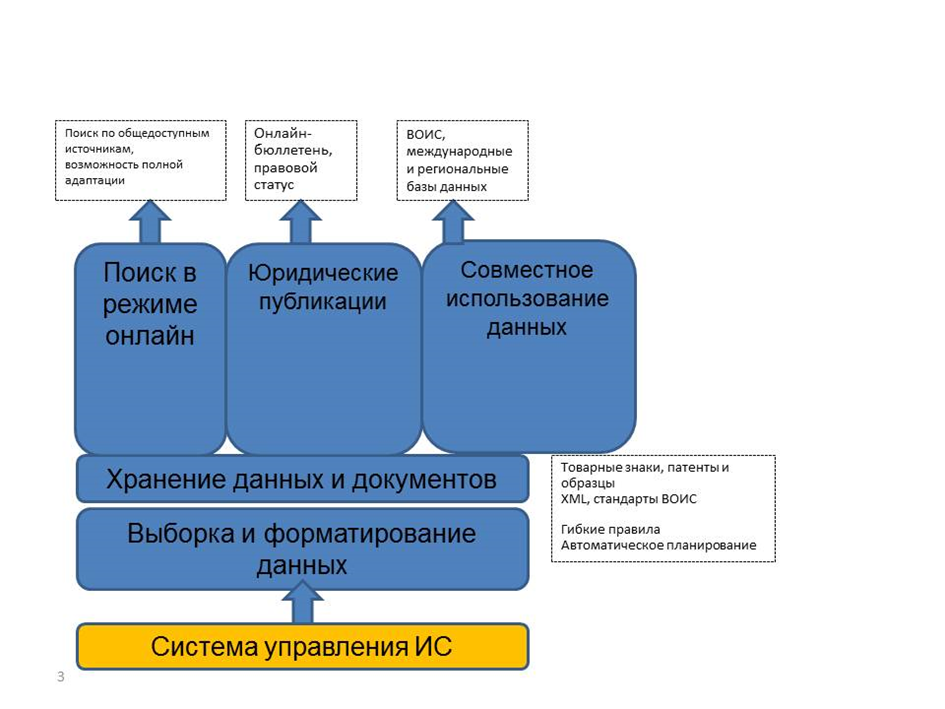 Поиск по общедоступным
источникам,
возможность полной
адаптации
Онлайн-
бюллетень,
правовой
статус
ВОИС,
международные
и региональные
базы данных
Поиск в
режиме
онлайн
Юридические
публикации
Совместное
использование
данных
Хранение данных и документов
Товарные знаки, патенты и
образцы
XML, стандарты ВОИС
Гибкие правила
Автоматическое планирование
Выборка и форматирование
данных
Система управления ИС
3